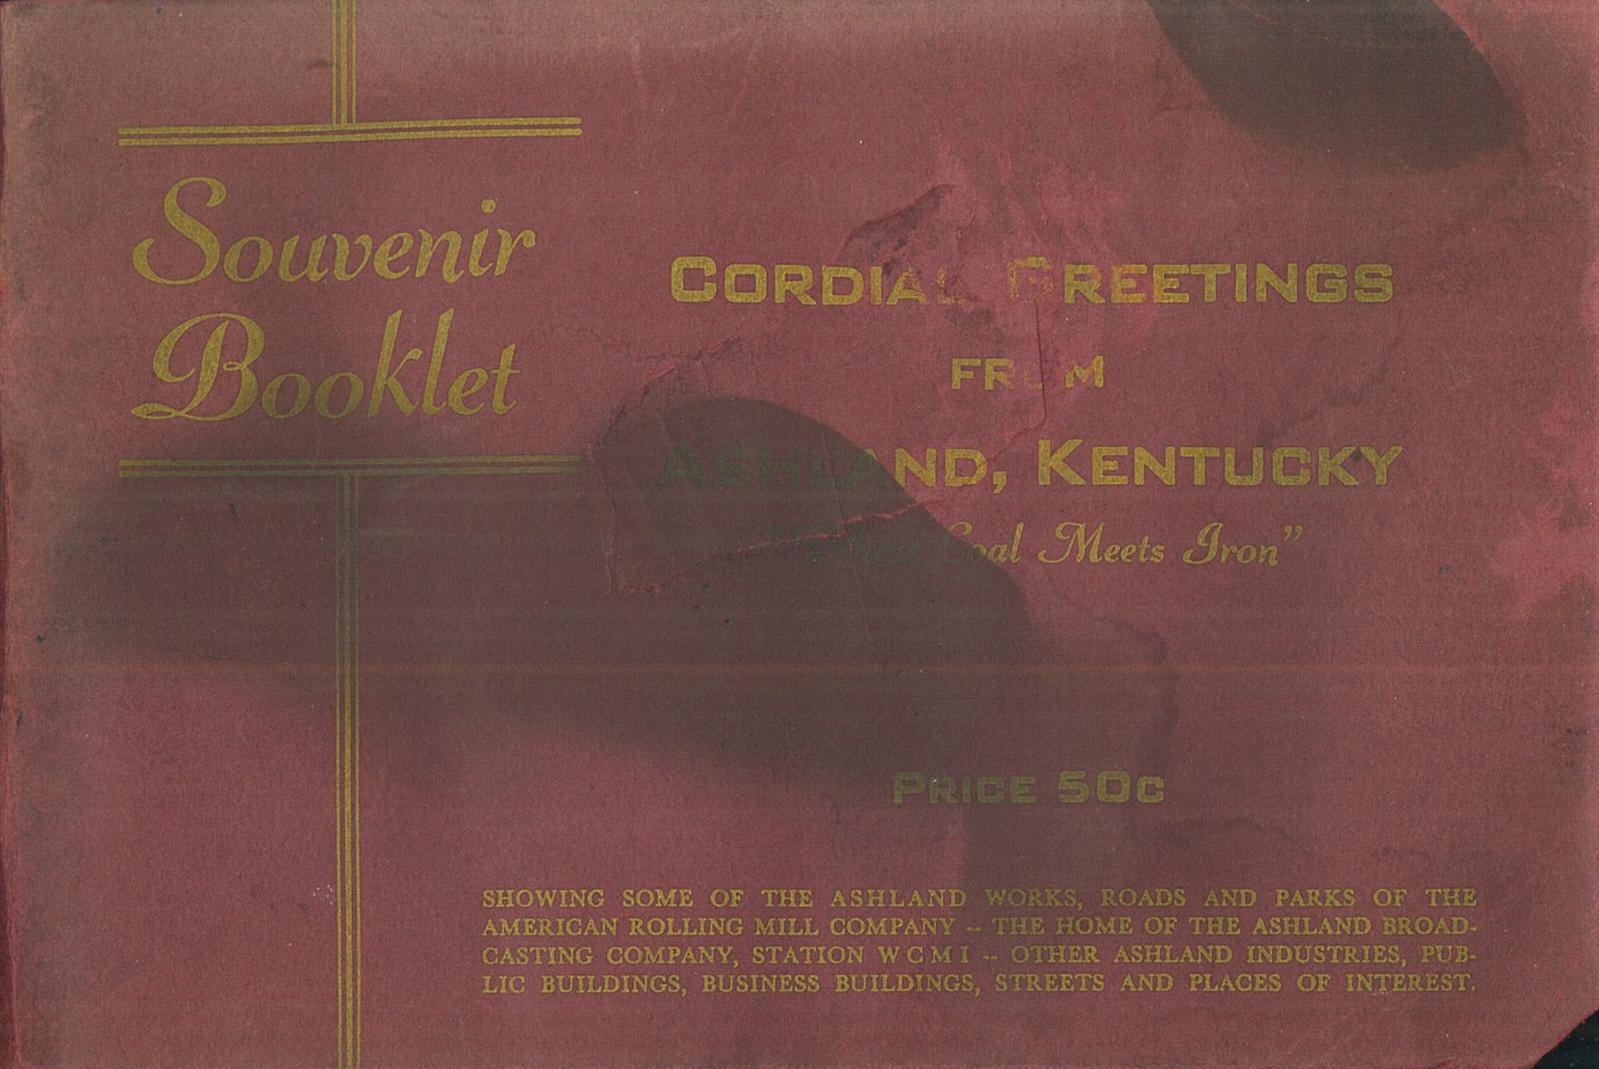 Souvenir
Booklet
CORDIAL GREETINGS
FROM
ASHLAND, KENTUCKY
"Where Coal Meets Iron"
PRICE 50c
SHOWING SOME OF THE ASHLAND WORKS, ROADS AND PARKS OF THE
AMERICAN ROLLING MILL COMPANY -- THE HOME OF THE ASHLAND BROAD-
CASTING COMPANY, STATION W C M I -- OTHER ASHLAND INDUSTRIES, PUB-
LIC BUILDINGS, BUSINESS BUILDINGS, STREETS AND PLACES OF INTEREST.